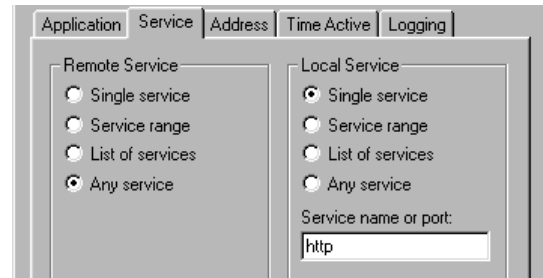 Application Service Address Time Active Logging
Remote Service
Single service
Service range
List of services
Any service
Local Service
Single service
Service range
List of services
Any service
Service name or port:
http